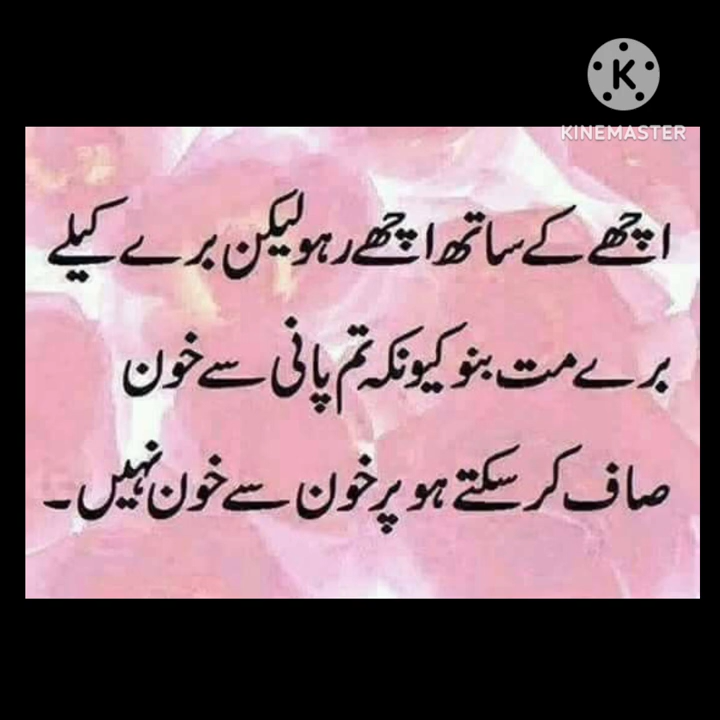 K
KINEMASTER
اچھے کے ساتھ اچھے رہو لیکن برے کیلے
برے مت بنو کیونکہ تم پانی سے خون
صاف کر سکتے ہو پر خون سے خون نہیں۔